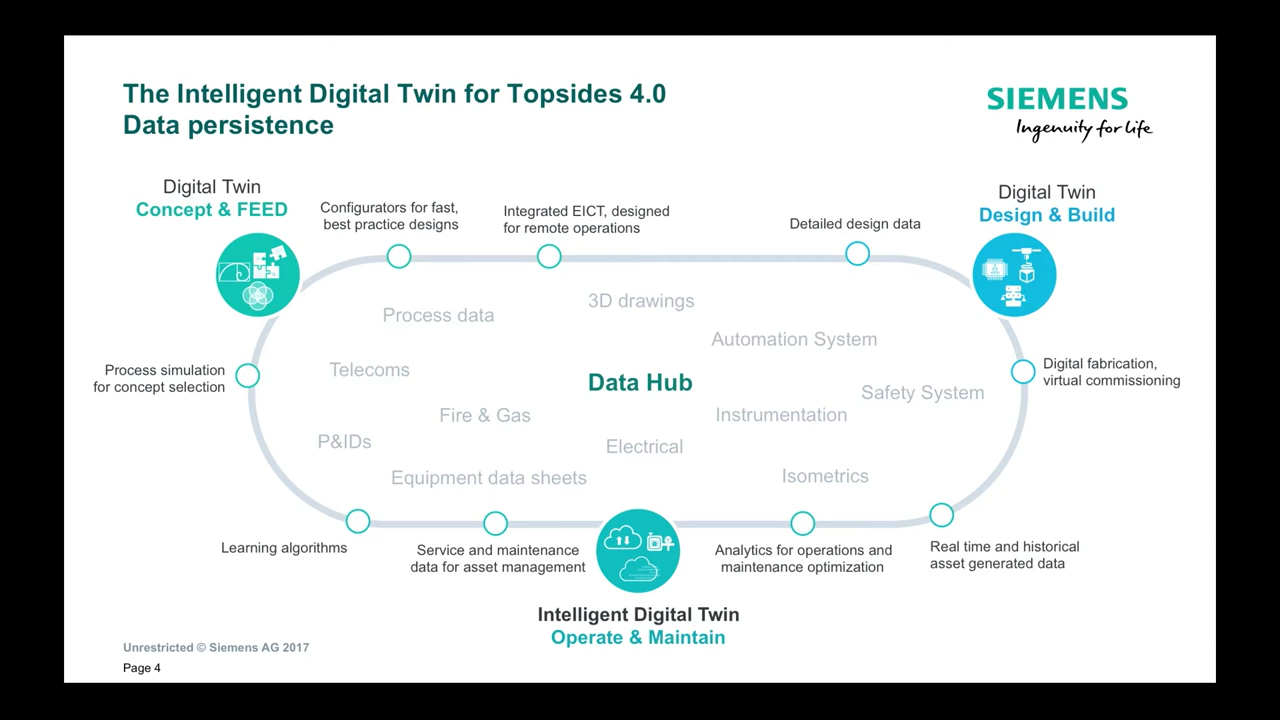 The Intelligent Digital Twin for Topsides 4.0
Data persistence
SIEMENS
Ingenuity for life
Digital Twin
Concept & FEED
Configurators for fast,
best practice designs
Integrated EICT, designed
for remote operations
Detailed design data
Digital Twin
Design & Build
Process data
3D drawings
Automation System
Telecoms
Data Hub
Safety System
Fire & Gas
Instrumentation
P&IDs
Electrical
Equipment data sheets
Isometrics
Process simulation
for concept selection
Digital fabrication,
virtual commissioning
Learning algorithms
Service and maintenance
data for asset management
Analytics for operations and
maintenance optimization
Real time and historical
asset generated data
Intelligent Digital Twin
Operate & Maintain
Unrestricted © Siemens AG 2017
Page 4